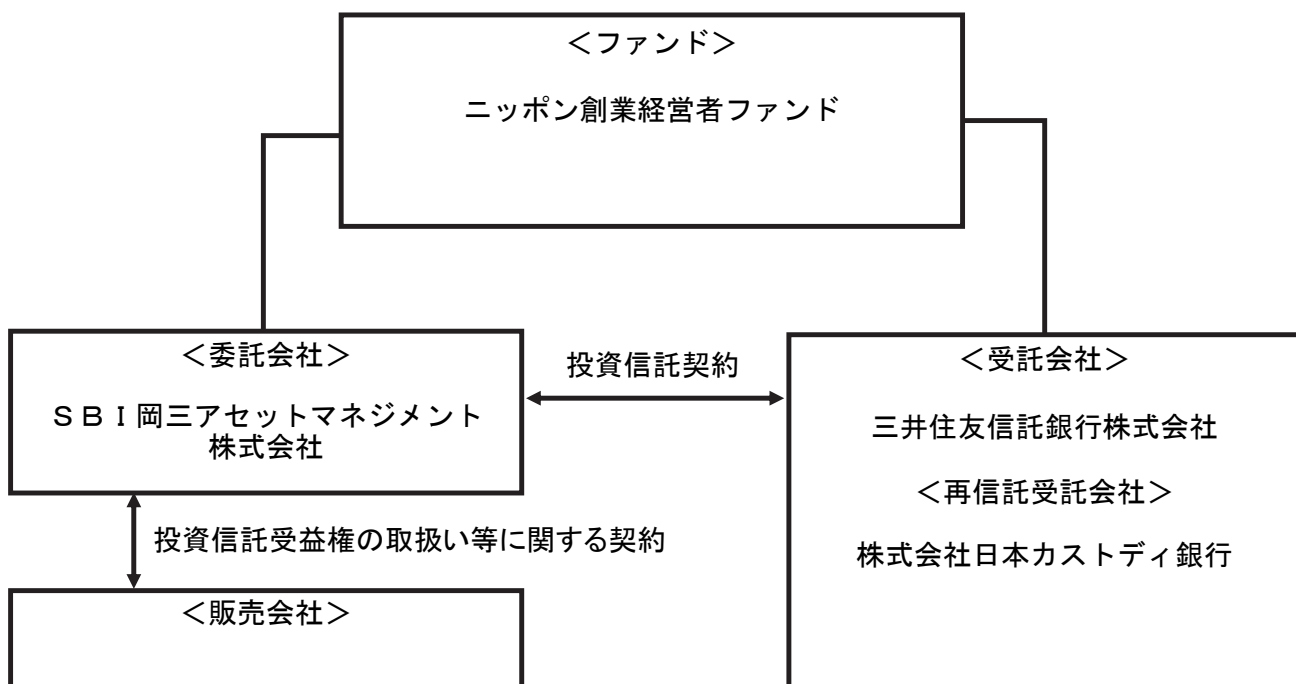 ＜ファンド＞
ニッポン創業経営者ファンド
＜委託会社＞
ＳＢＩ岡三アセットマネジメント
株式会社
投資信託契約
＜受託会社＞
三井住友信託銀行株式会社
＜再信託受託会社＞
株式会社日本カストディ銀行
投資信託受益権の取扱い等に関する契約
＜販売会社＞